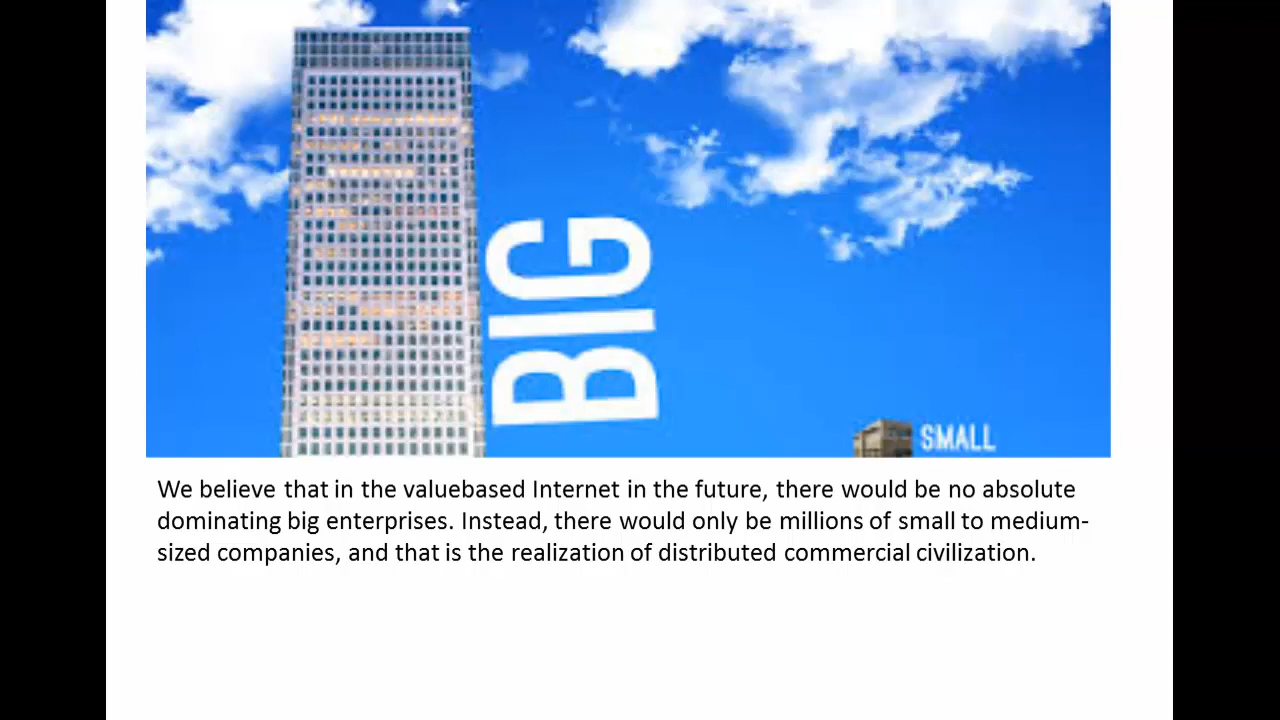 BIG
SMALL
We believe that in the valuebased Internet in the future, there would be no absolute
dominating big enterprises. Instead, there would only be millions of small to medium-
sized companies, and that is the realization of distributed commercial civilization.